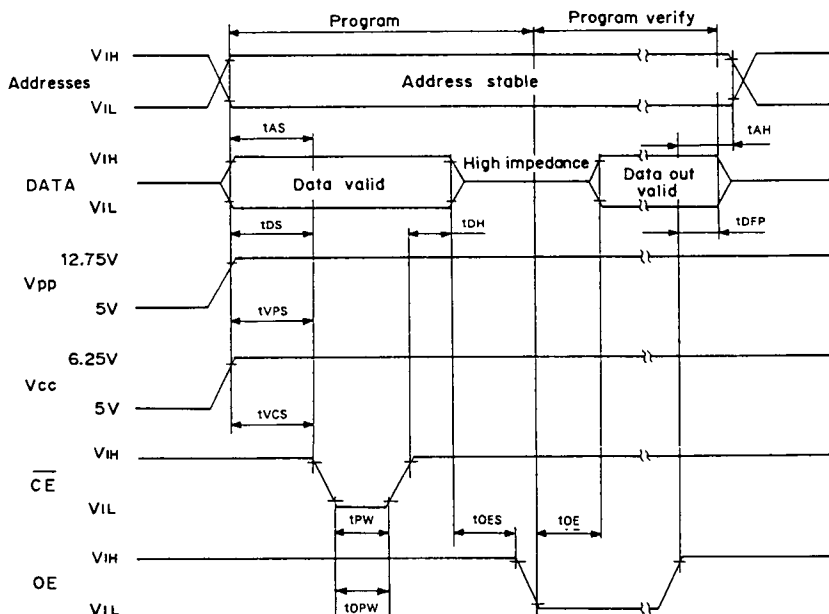 Program
Program verify
VIH
Addresses
Address stable
VIL
tAS
tAH
VIH
High impedance
DATA
Data valid
Data out
valid
VIL
tDS
tDH
tDFP
12.75V
Vpp
5V
tVPS
6.25V
Vcc
5V
tVCS
VIH
CE
VIL
tPW
tOES
tOE
VIH
OE
VIL
tOPW